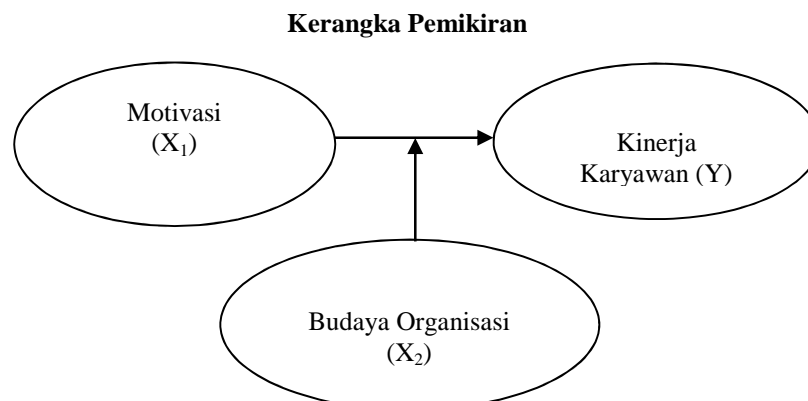 Kerangka Pemikiran
Motivasi
(X₁)
Kinerja
Karyawan (Y)
Budaya Organisasi
(X₂)